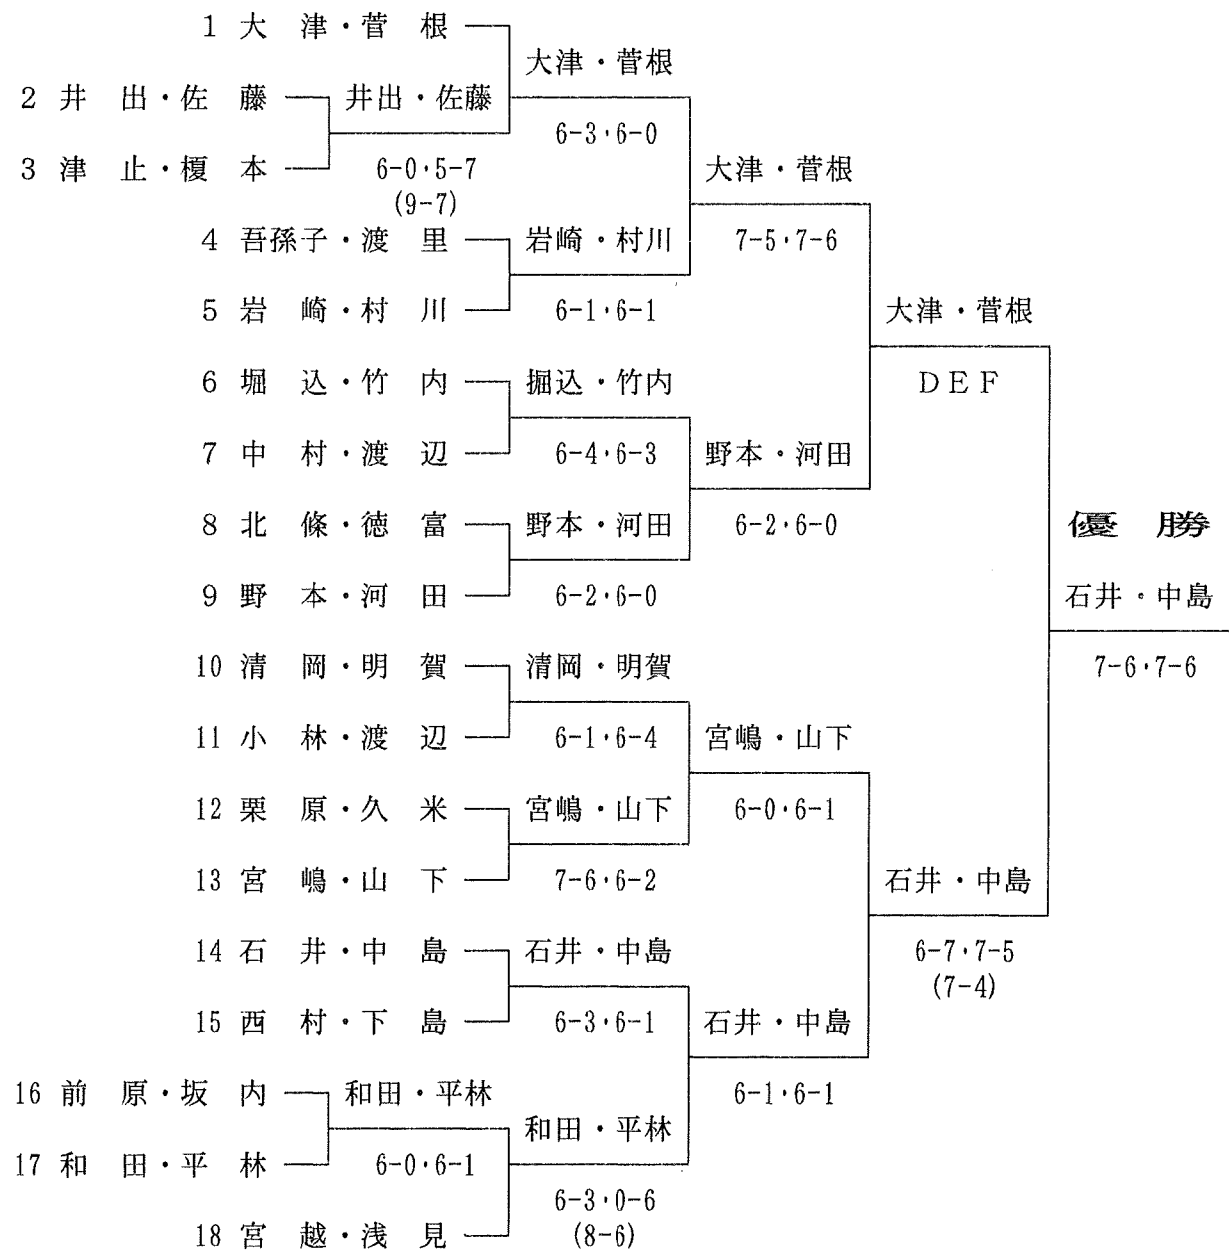 1 大 津・菅 根
大津・菅根
2 井 出・佐 藤 井出・佐藤
6-3・6-0
3 津 止・榎 本 6-0・5-7 大津・菅根
(9-7)
4 吾孫子・渡 里 岩崎・村川 7-5・7-6
5 岩 崎・村 川 6-1・6-1 大津・菅根
6 堀 込・竹 内 掘込・竹内 DEF
7 中 村・渡 辺 6-4・6-3 野本・河田
8 北 條・徳 富 野本・河田 6-2・6-0 優 勝
9 野 本・河 田 6-2・6-0 石井・中島
10 清 岡・明 賀 清岡・明賀 7-6・7-6
11 小 林・渡 辺 6-1・6-4 宮嶋・山下
12 栗 原・久 米 宮嶋・山下 6-0・6-1
13 宮 嶋・山 下 7-6・6-2 石井・中島
14 石 井・中 島 石井・中島 6-7・7-5
(7-4)
15 西 村・下 島 6-3・6-1 石井・中島
16 前 原・坂 内 和田・平林 6-1・6-1
和田・平林
17 和 田・平 林 6-0・6-1
6-3・0-6
18 宮 越・浅 見 (8-6)